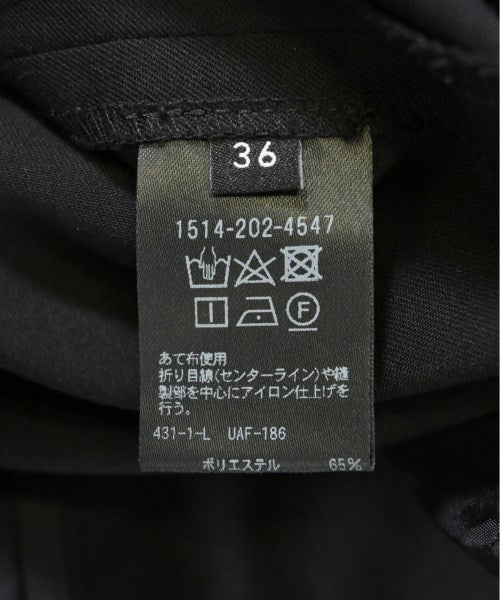 36
1514-202-4547
F
あて布使用
折り目線(センターライン)や縫
製部を中心にアイロン仕上げを
行う。
431-1-L UAF-186
ポリエステル 65%